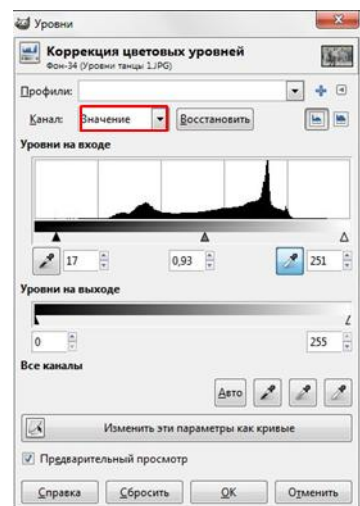 Уровни
Коррекция цветовых уровней
Фон-34 (Уровни танцы 1.JPG)
Профили:
Канал: Значение Восстановить
Уровни на входе
17 0,93 251
Уровни на выходе
0 255
Все каналы
Авто
Изменить эти параметры как кривые
Предварительный просмотр
Справка Сбросить OK Отменить